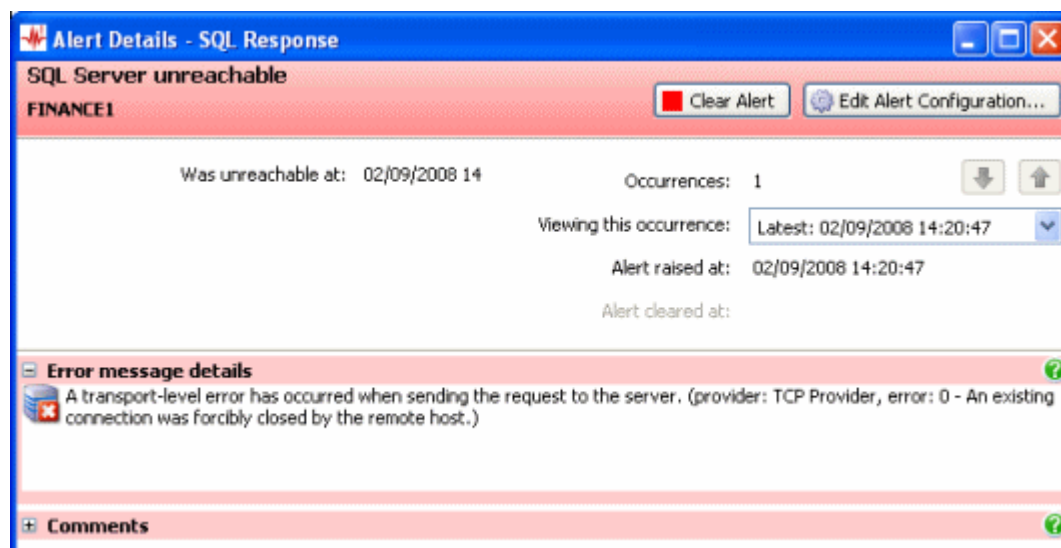 Alert Details - SQL Response
SQL Server unreachable
FINANCE1
Clear Alert
Edit Alert Configuration...
Was unreachable at: 02/09/2008 14
Occurrences: 1
Viewing this occurrence: Latest: 02/09/2008 14:20:47
Alert raised at: 02/09/2008 14:20:47
Alert cleared at:
Error message details
A transport-level error has occurred when sending the request to the server. (provider: TCP Provider, error: 0 - An existing
connection was forcibly closed by the remote host.)
Comments